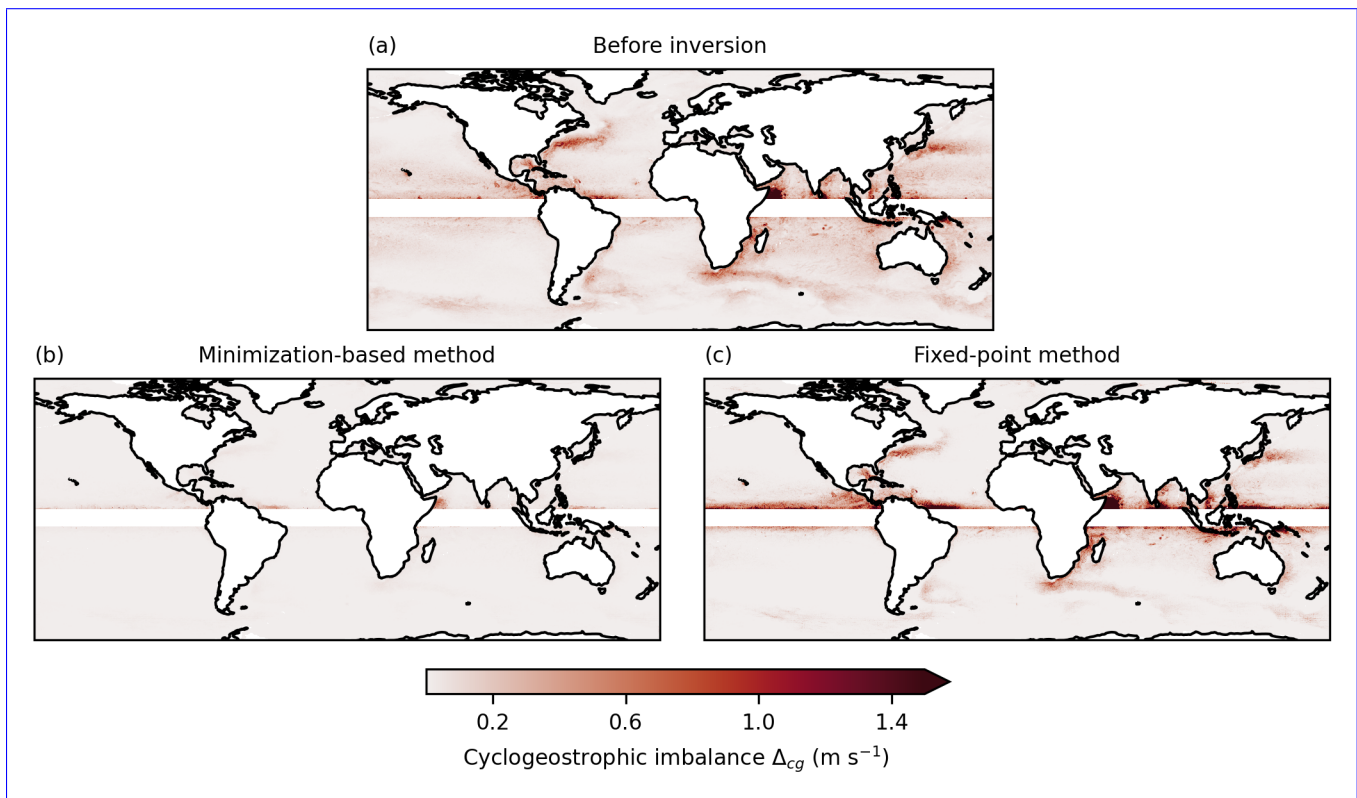 (a) Before inversion
(b) Minimization-based method
(c) Fixed-point method
0.2 0.6 1.0 1.4
Cyclogeostrophic imbalance Δ_cg (m s⁻¹)